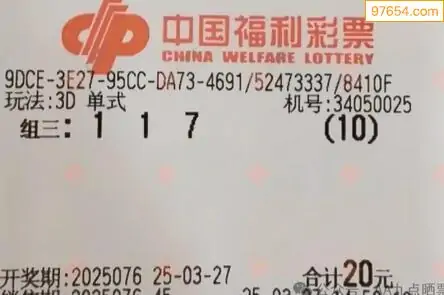 97654.com
中国福利彩票
CHINA WELFARE LOTTERY
9DCE-3E27-95CC-DA73-4691/52473337/8410F
玩法:3D 单式 机号:34050025
组三: 1 1 7 (10)
开奖期:2025076 25-03-27 合计20元